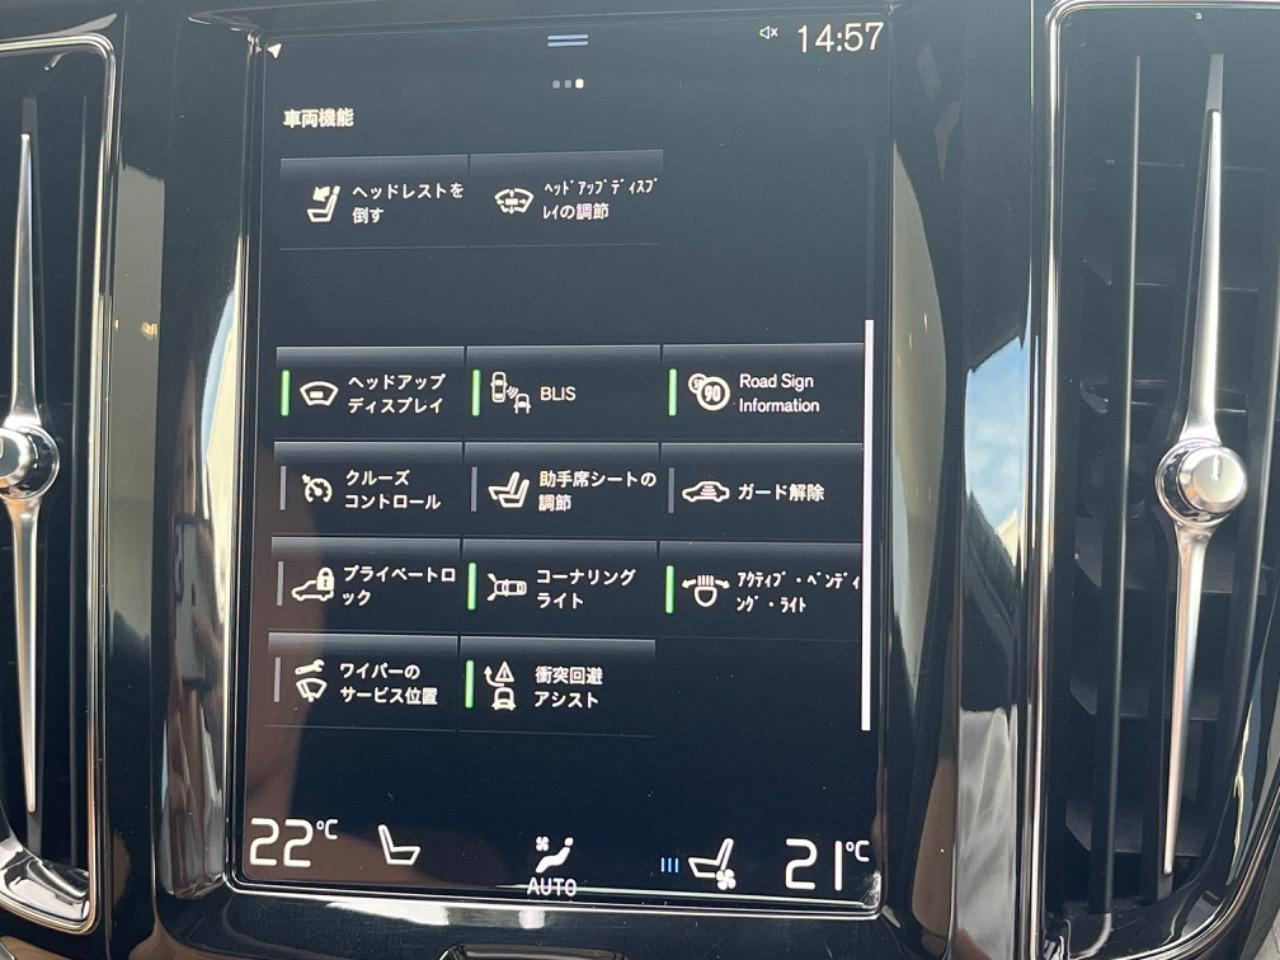 14:57
車両機能
ヘッドレストを
倒す
ﾍｯﾄﾞｱｯﾌﾟﾃﾞｨｽﾌﾟ
ﾚｲの調節
ヘッドアップ
ディスプレイ
BLIS
50
90
Road Sign
Information
クルーズ
コントロール
助手席シートの
調節
ガード解除
プライベートロ
ック
コーナリング
ライト
ｱｸﾃｨﾌﾞ・ﾍﾞﾝﾃﾞｨ
ﾝｸﾞ・ﾗｲﾄ
ワイパーの
サービス位置
衝突回避
アシスト
22°C
AUTO
21°C